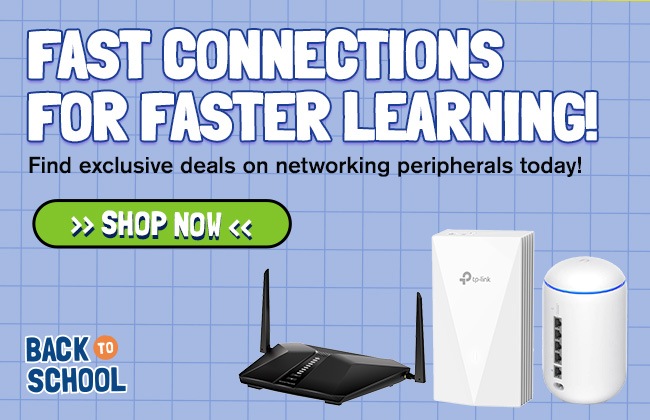 FAST CONNECTIONS
FOR FASTER LEARNING!
Find exclusive deals on networking peripherals today!
>> SHOP NOW <<
tp-link
BACK TO
SCHOOL